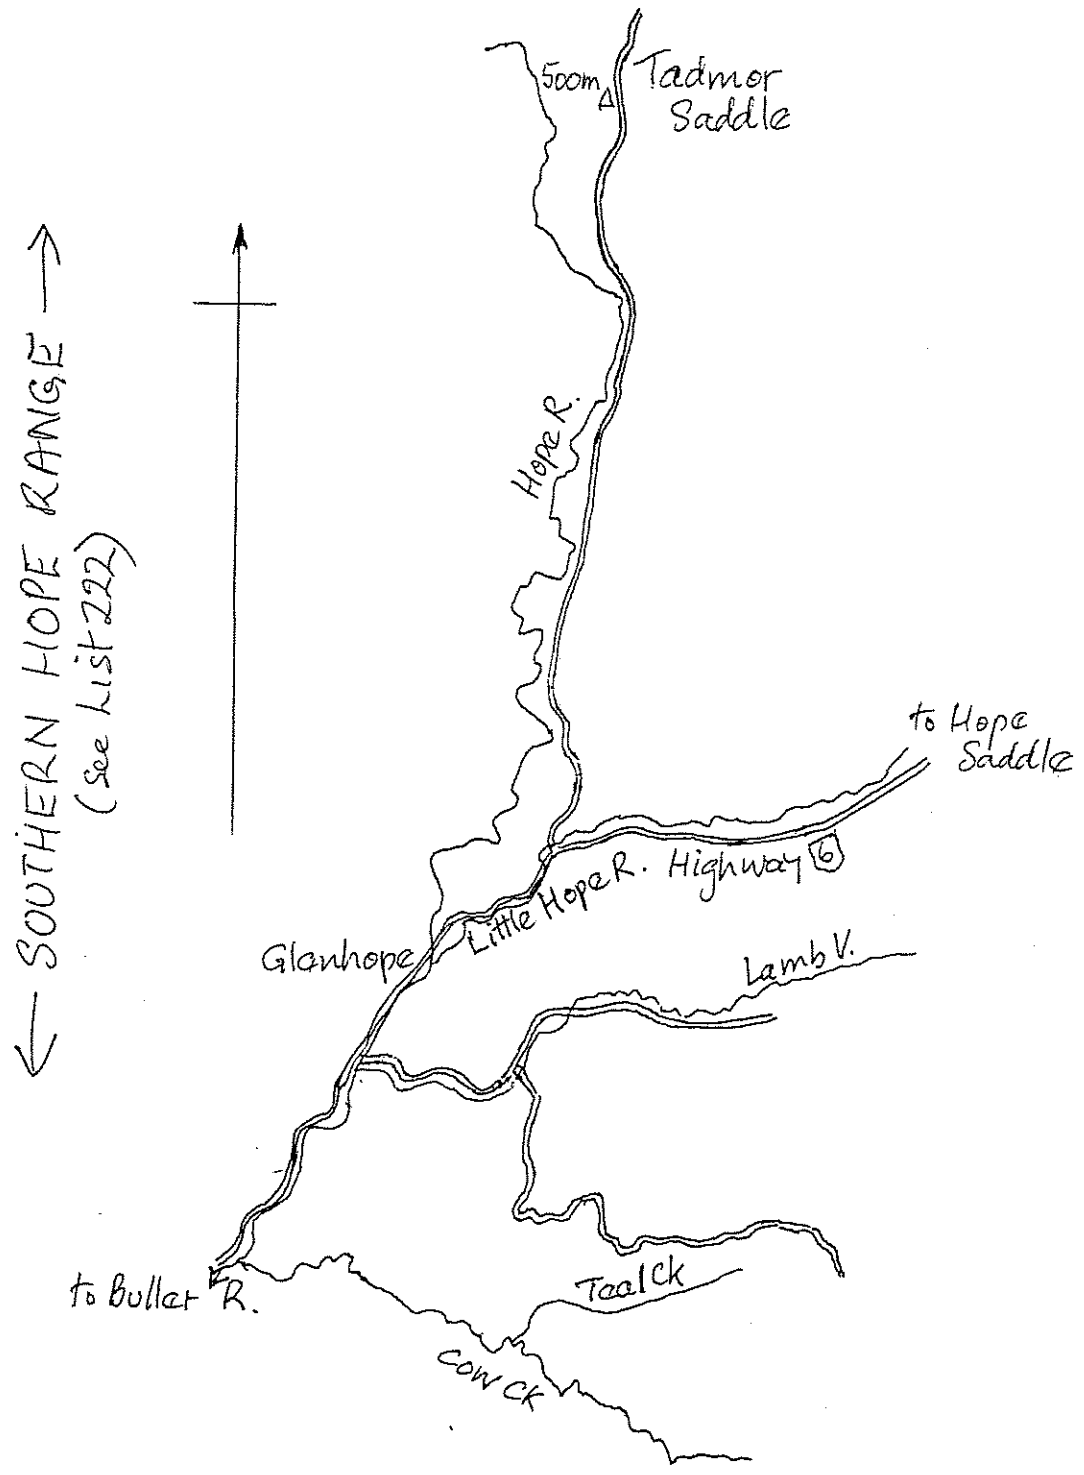 500m
Tadmor
Saddle
← SOUTHERN HOPE RANGE →
(See List 222)
Hope R.
to Hope
Saddle
Highway 6
Little Hope R.
Glenhope
Lamb V.
to Buller R.
Teal Ck
Cow Ck